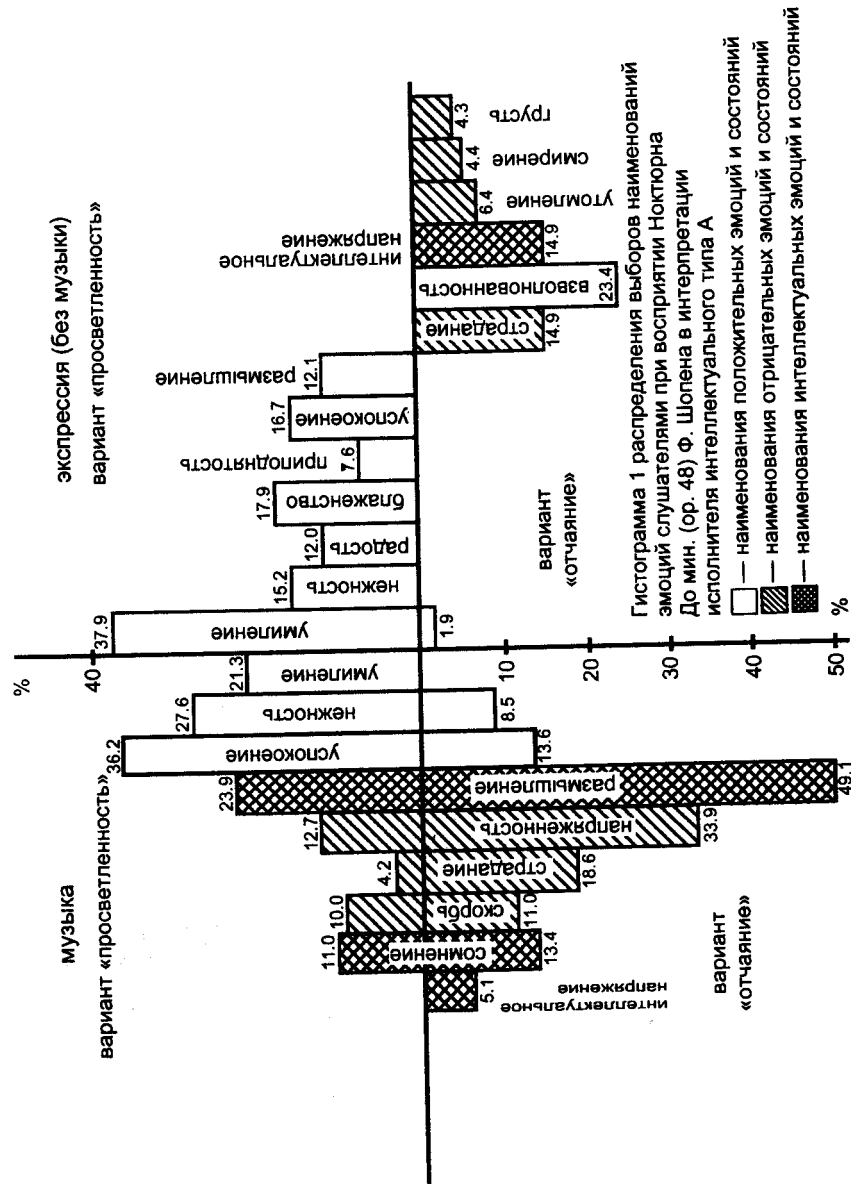 музыка
вариант «просветленность»
экспрессия (без музыки)
вариант «просветленность»
%
40
11.0
10.0
4.2
12.7
23.9
36.2
27.6
21.3
37.9
15.2
12.0
17.9
7.6
16.7
12.1
интеллектуальное
напряжение
сомнение
скорбь
страдание
напряженность
размышление
успокоение
нежность
умиление
умиление
нежность
радость
блаженство
приподнятость
успокоение
размышление
страдание
взволнованность
интеллектуальное
напряжение
утомление
смирение
грусть
5.1
13.4
11.0
18.6
33.9
49.1
13.6
8.5
1.9
14.9
23.4
14.9
6.4
4.4
4.3
10
20
30
40
50
%
вариант
«отчаяние»
вариант
«отчаяние»
Гистограмма 1 распределения выборов наименований
эмоций слушателями при восприятии Ноктюрна
До мин. (ор. 48) Ф. Шопена в интерпретации
исполнителя интеллектуального типа А
— наименования положительных эмоций и состояний
— наименования отрицательных эмоций и состояний
— наименования интеллектуальных эмоций и состояний